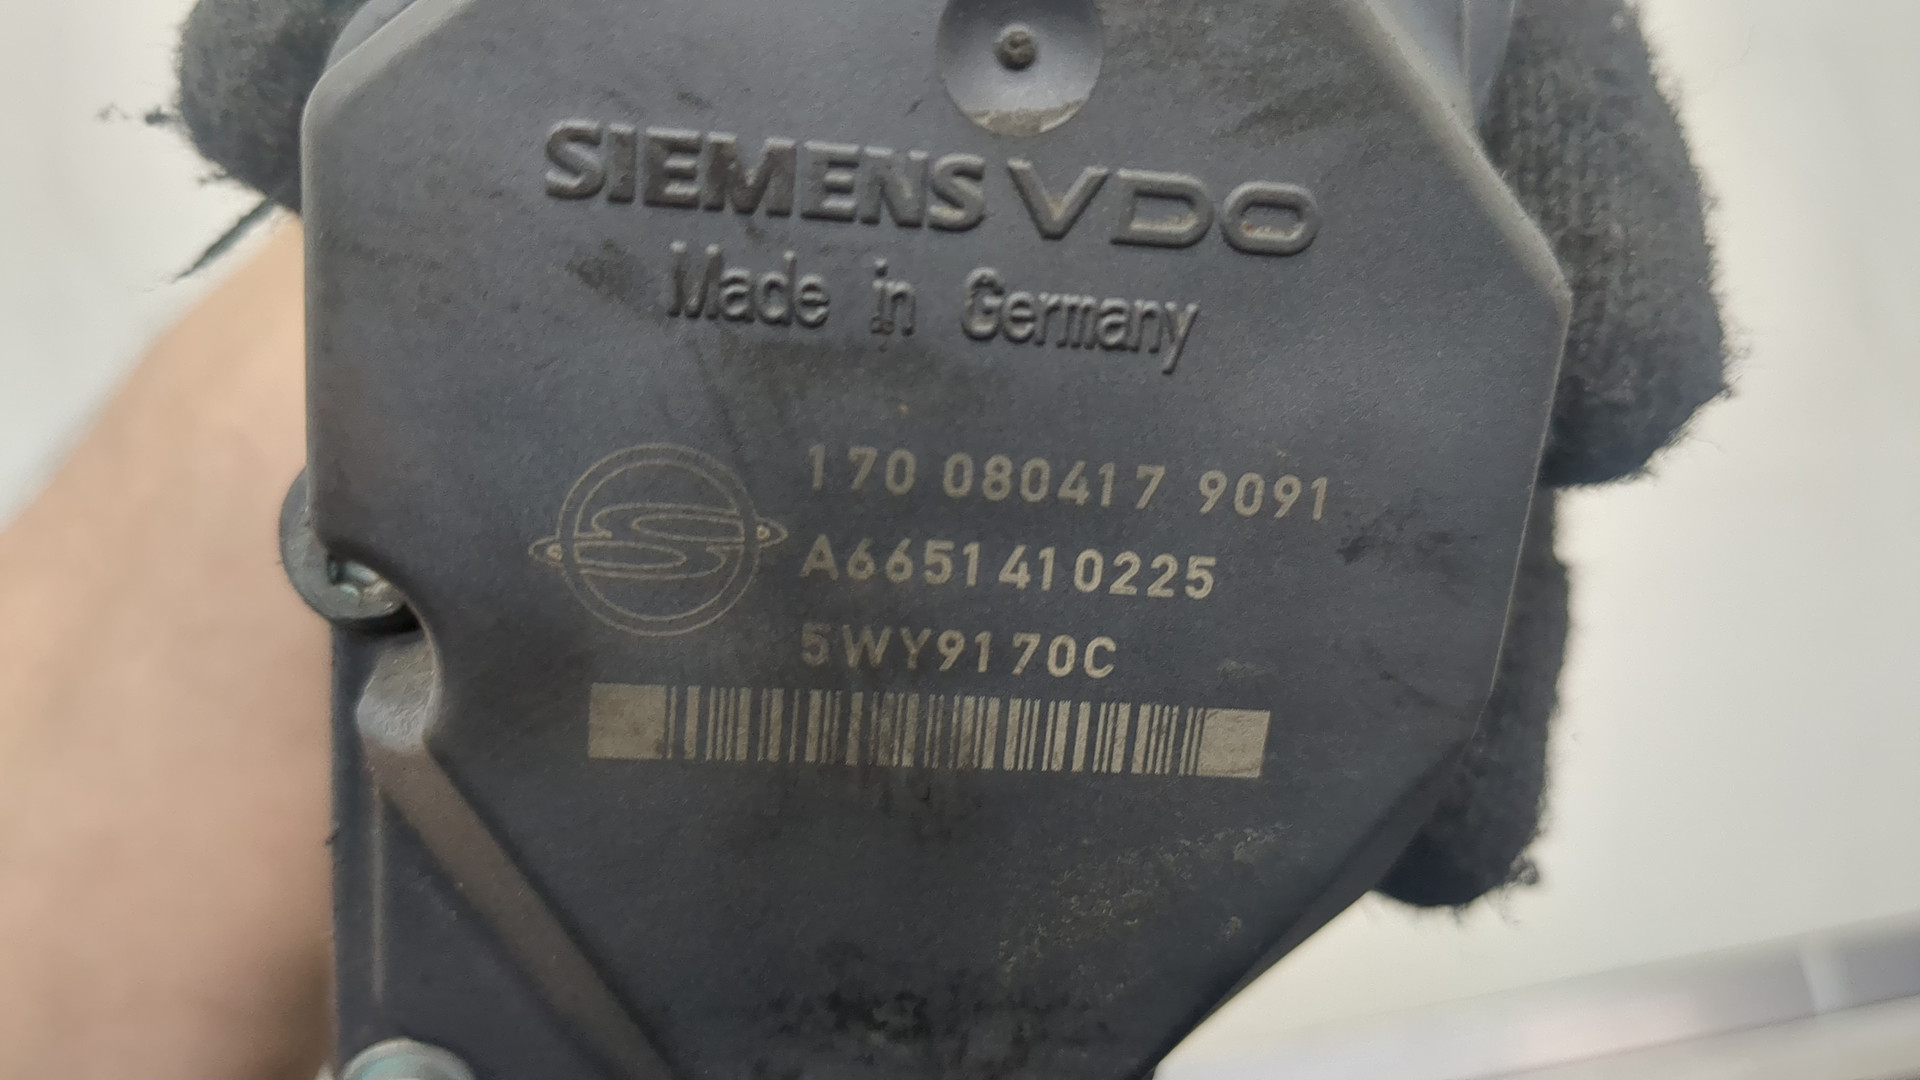 SIEMENS VDO
Made in Germany
170 080417 9091
A6651410225
5WY9170C